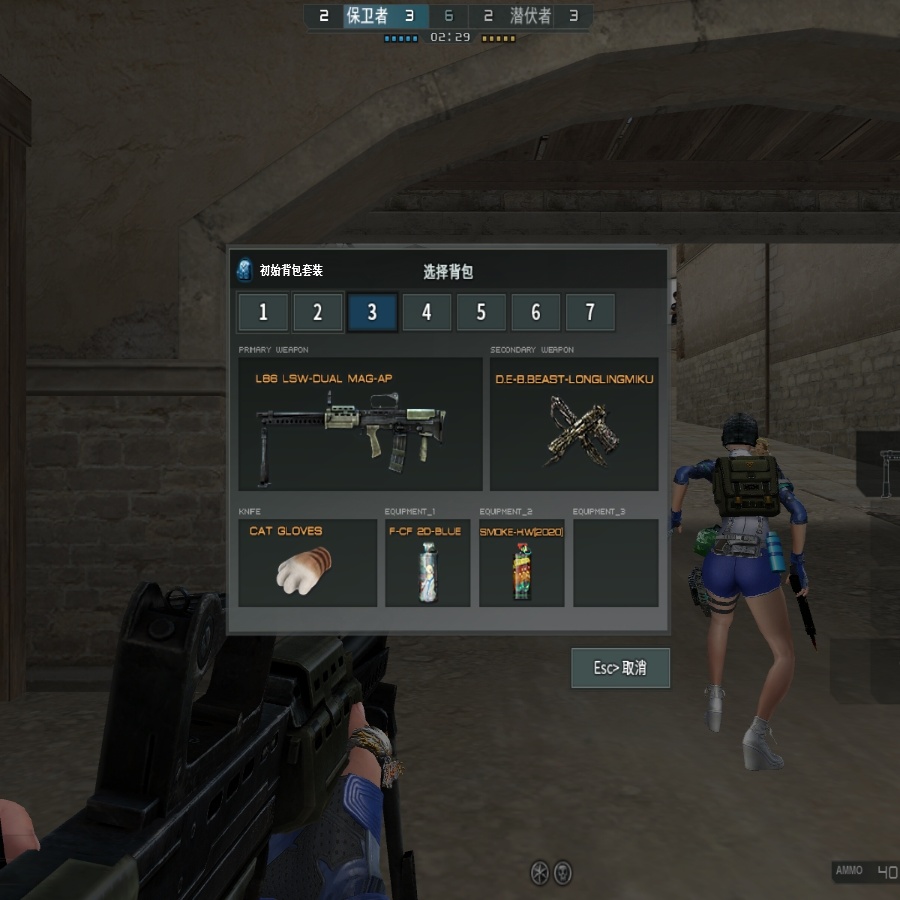 2 保卫者 3 6 2 潜伏者 3
02:29
初始背包套装 选择背包
1 2 3 4 5 6 7
PRIMARY WEAPON SECONDARY WEAPON
L86 LSW-DUAL MAG-AP D.E-B.BEAST-LONGLINGMIKU
KNIFE EQUIPMENT_1 EQUIPMENT_2 EQUIPMENT_3
CAT GLOVES F-CF 2D-BLUE SMOKE-HW[2020]
Esc>取消
AMMO 40